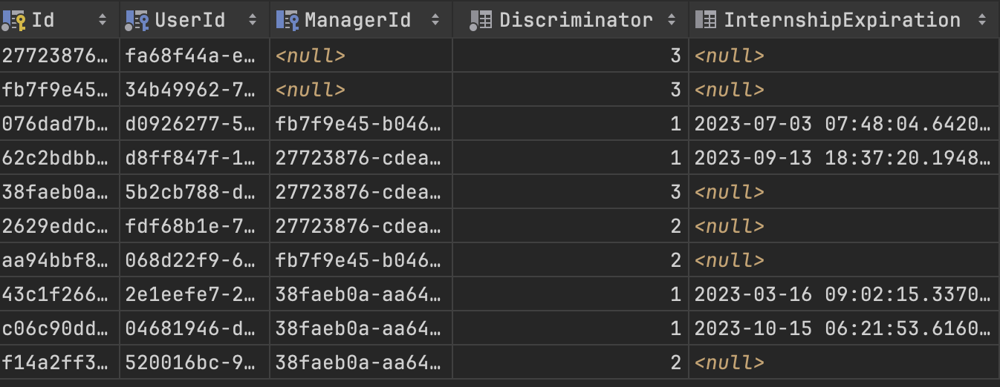 Id UserId ManagerId Discriminator InternshipExpiration
27723876… fa68f44a-e… <null> 3 <null>
fb7f9e45… 34b49962-7… <null> 3 <null>
076dad7b… d0926277-5… fb7f9e45-b046… 1 2023-07-03 07:48:04.6420…
62c2bdbb… d8ff847f-1… 27723876-cdea… 1 2023-09-13 18:37:20.1948…
38faeb0a… 5b2cb788-d… 27723876-cdea… 3 <null>
2629eddc… fdf68b1e-7… 27723876-cdea… 2 <null>
aa94bbf8… 068d22f9-6… fb7f9e45-b046… 2 <null>
43c1f266… 2e1eefe7-2… 38faeb0a-aa64… 1 2023-03-16 09:02:15.3370…
c06c90dd… 04681946-d… 38faeb0a-aa64… 1 2023-10-15 06:21:53.6160…
f14a2ff3… 520016bc-9… 38faeb0a-aa64… 2 <null>